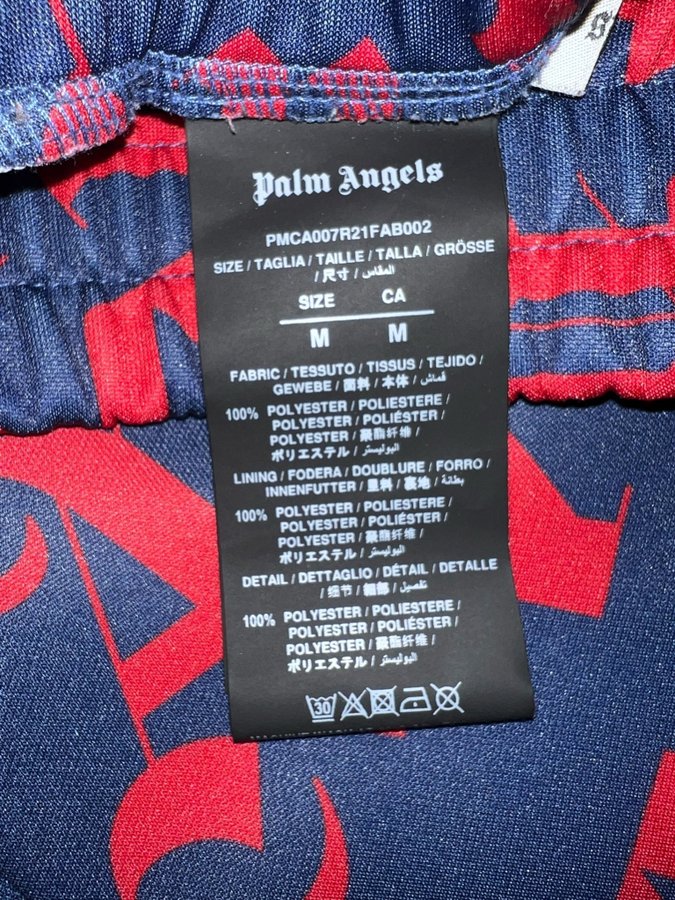 Palm Angels
PMCA007R21FAB002
SIZE / TAGLIA / TAILLE / TALLA / GRÖSSE
/ 尺寸 / المقاس
SIZE CA
M M
FABRIC / TESSUTO / TISSUS / TEJIDO /
GEWEBE / 面料 / 本体 / قماش
100% POLYESTER / POLIESTERE /
POLYESTER / POLIÉSTER /
POLYESTER / 聚酯纤维 /
ポリエステル / البوليستر
LINING / FODERA / DOUBLURE / FORRO /
INNENFUTTER / 里料 / 裏地 / بطانة
100% POLYESTER / POLIESTERE /
POLYESTER / POLIÉSTER /
POLYESTER / 聚酯纤维 /
ポリエステル / البوليستر
DETAIL / DETTAGLIO / DÉTAIL / DETALLE
/ 细节 / 細部 / تفصيل
100% POLYESTER / POLIESTERE /
POLYESTER / POLIÉSTER /
POLYESTER / 聚酯纤维 /
ポリエステル / البوليستر
30